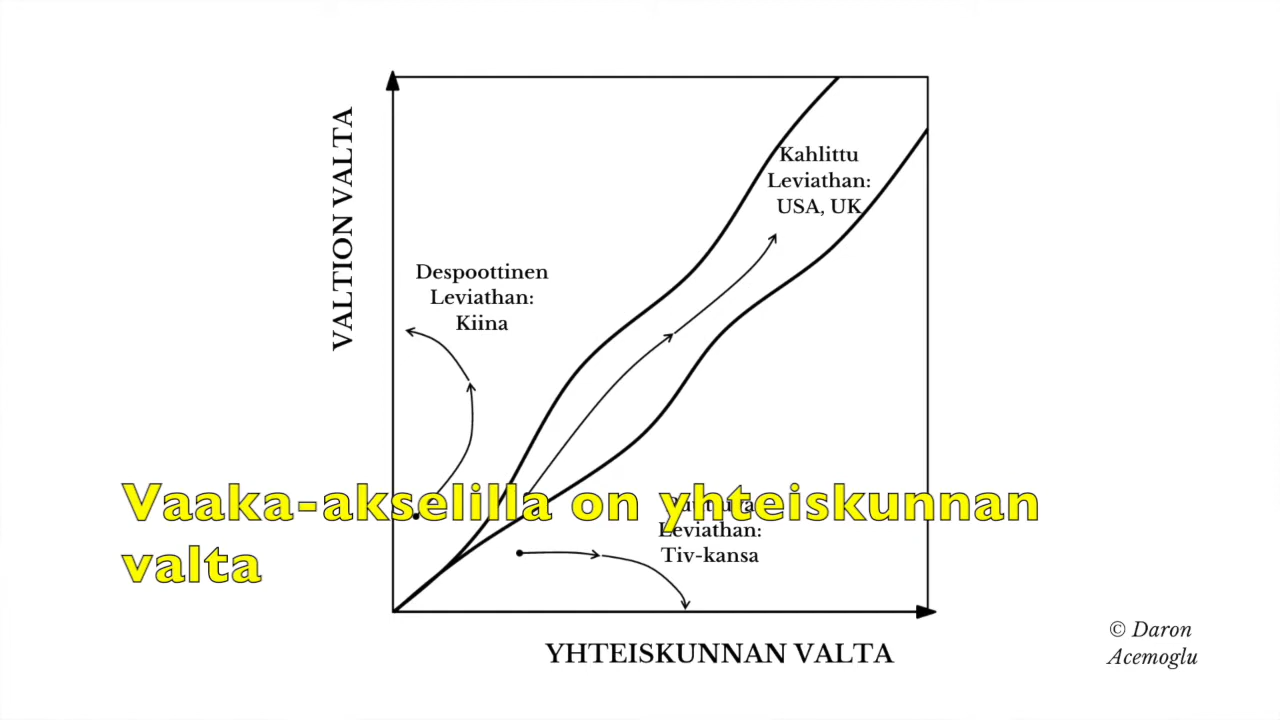 VALTION VALTA
Kahlittu
Leviathan:
USA, UK
Despoottinen
Leviathan:
Kiina
Vaaka-akselilla on yhteiskunnan
valta
Leviathan:
Tiv-kansa
YHTEISKUNNAN VALTA
© Daron
Acemoglu